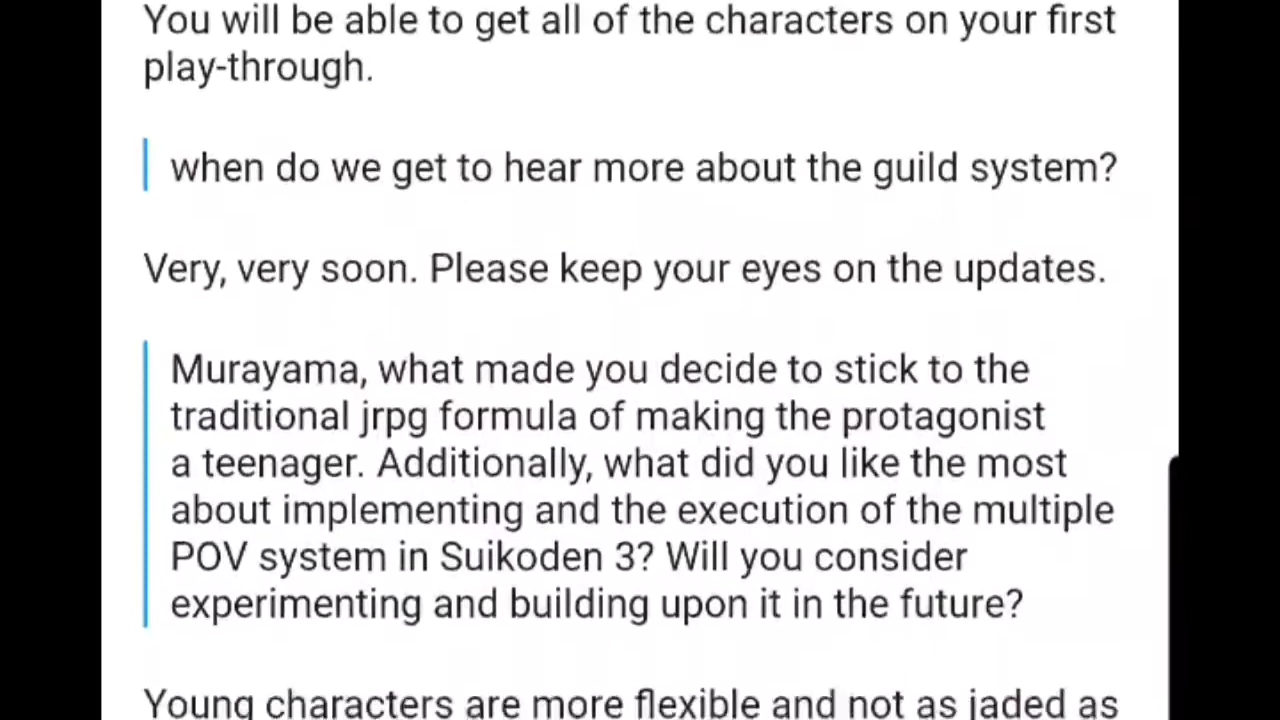 You will be able to get all of the characters on your first
play-through.
when do we get to hear more about the guild system?
Very, very soon. Please keep your eyes on the updates.
Murayama, what made you decide to stick to the
traditional jrpg formula of making the protagonist
a teenager. Additionally, what did you like the most
about implementing and the execution of the multiple
POV system in Suikoden 3? Will you consider
experimenting and building upon it in the future?
Young characters are more flexible and not as jaded as